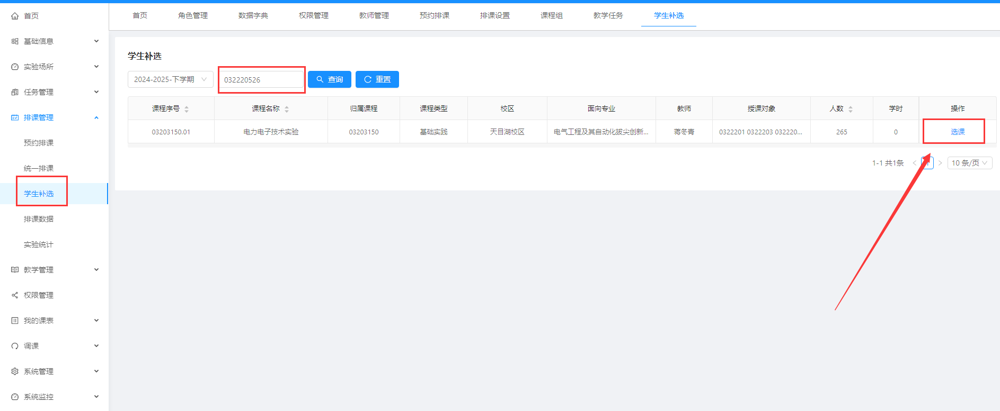 首页
基础信息
实验场所
任务管理
排课管理
预约排课
统一排课
学生补选
排课数据
实验统计
教学管理
权限管理
我的课表
调课
系统管理
系统监控
首页 角色管理 数据字典 权限管理 教师管理 预约排课 排课设置 课程组 教学任务 学生补选
学生补选
2024-2025-下学期 032220526 查询 重置
课程序号 课程名称 归属课程 课程类型 校区 面向专业 教师 授课对象 人数 学时 操作
03203150.01 电力电子技术实验 03203150 基础实践 天目湖校区 电气工程及其自动化拔尖创新... 蒋冬青 0322201 0322203 032220... 265 0 选课
1-1 共1条 10 条/页